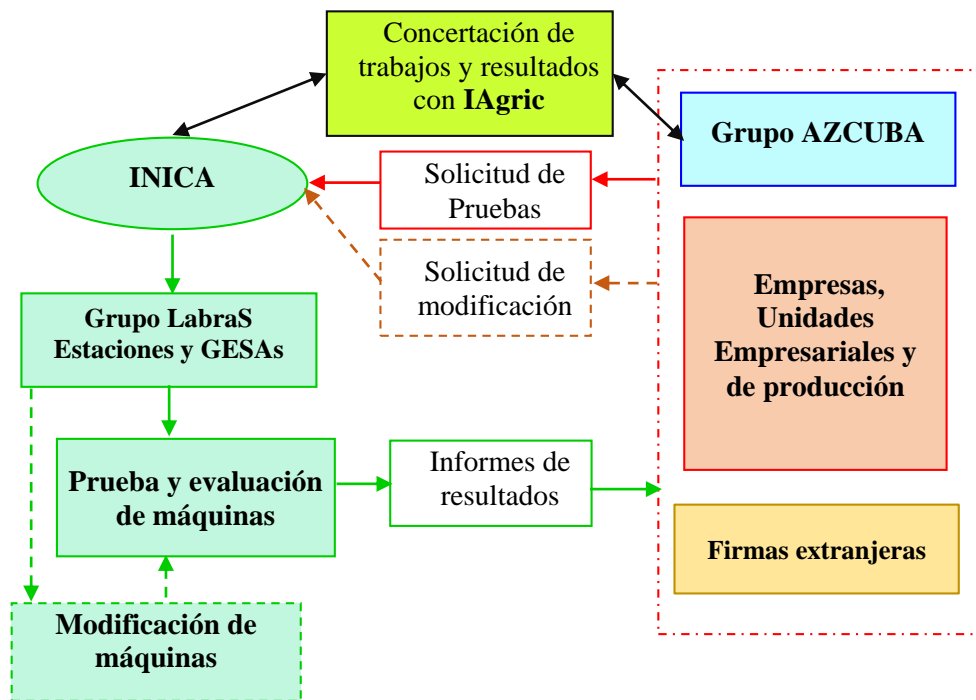 Concertación de
trabajos y resultados
con IAgric
Grupo AZCUBA
INICA
Solicitud de
Pruebas
Solicitud de
modificación
Empresas,
Unidades
Empresariales y
de producción
Grupo LabraS
Estaciones y GESAs
Prueba y evaluación
de máquinas
Informes de
resultados
Firmas extranjeras
Modificación de
máquinas